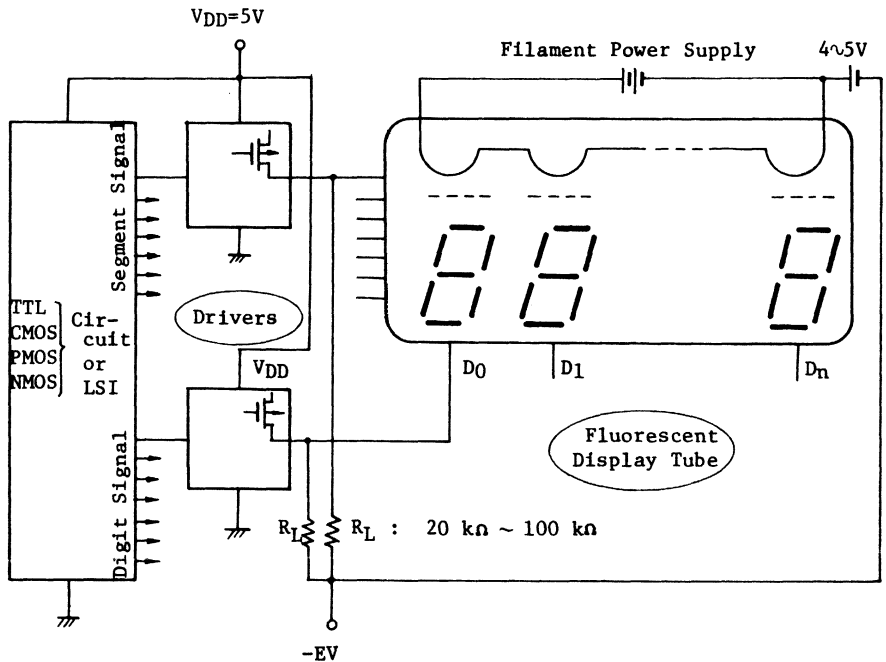 VDD=5V
Filament Power Supply
4∿5V
Segment Signal
Drivers
TTL
CMOS
PMOS
NMOS
Cir-
cuit
or
LSI
VDD
D0
D1
Dn
Fluorescent
Display Tube
Digit Signal
RL
RL : 20 kΩ ~ 100 kΩ
-EV